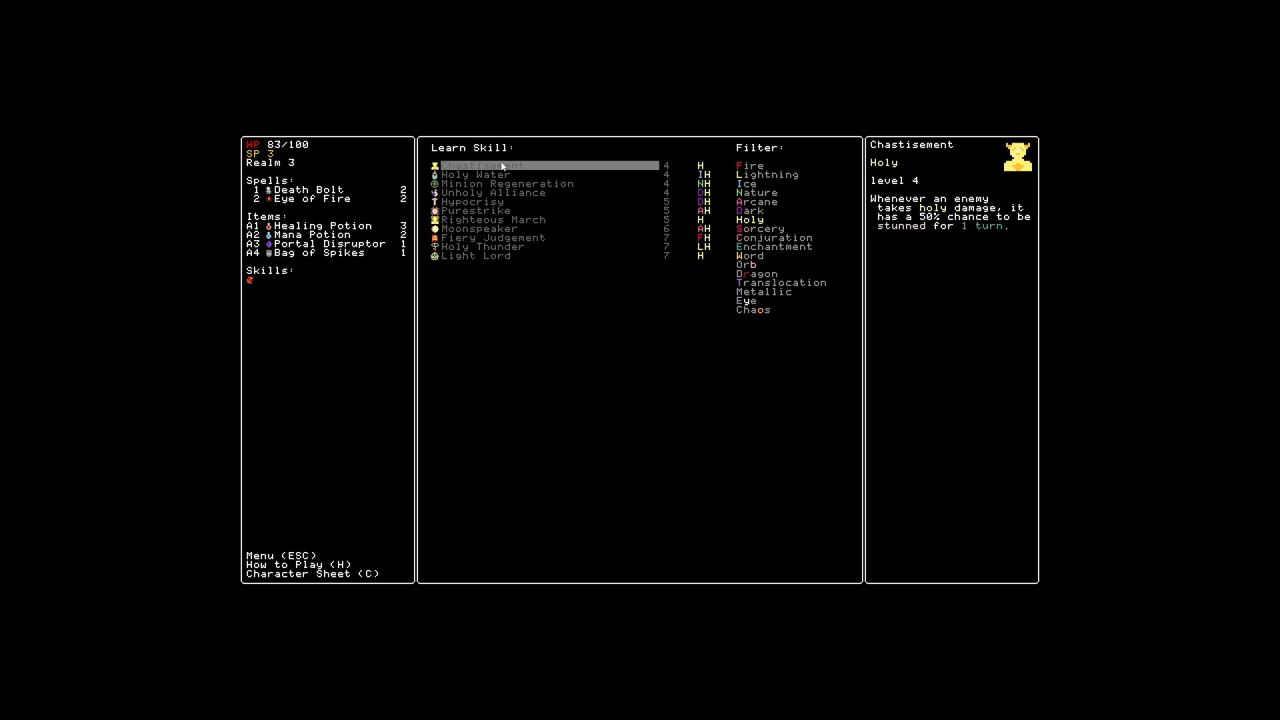 HP 83/100
SP 3
Realm 3
Spells:
1 Death Bolt 2
2 Eye of Fire 2
Items:
A1 Healing Potion 3
A2 Mana Potion 2
A3 Portal Disruptor 1
A4 Bag of Spikes 1
Skills:
Menu (ESC)
How to Play (H)
Character Sheet (C)
Learn Skill:
Chastisement 4 H
Holy Water 4 IH
Minion Regeneration 4 NH
Unholy Alliance 4 DH
Hypocrisy 5 DH
Purestrike 5 AH
Righteous March 5 H
Moonspeaker 6 AH
Fiery Judgement 7 FH
Holy Thunder 7 LH
Light Lord 7 H
Filter:
Fire
Lightning
Ice
Nature
Arcane
Dark
Holy
Sorcery
Conjuration
Enchantment
Word
Orb
Dragon
Translocation
Metallic
Eye
Chaos
Chastisement
Holy
level 4
Whenever an enemy
takes holy damage, it
has a 50% chance to be
stunned for 1 turn.